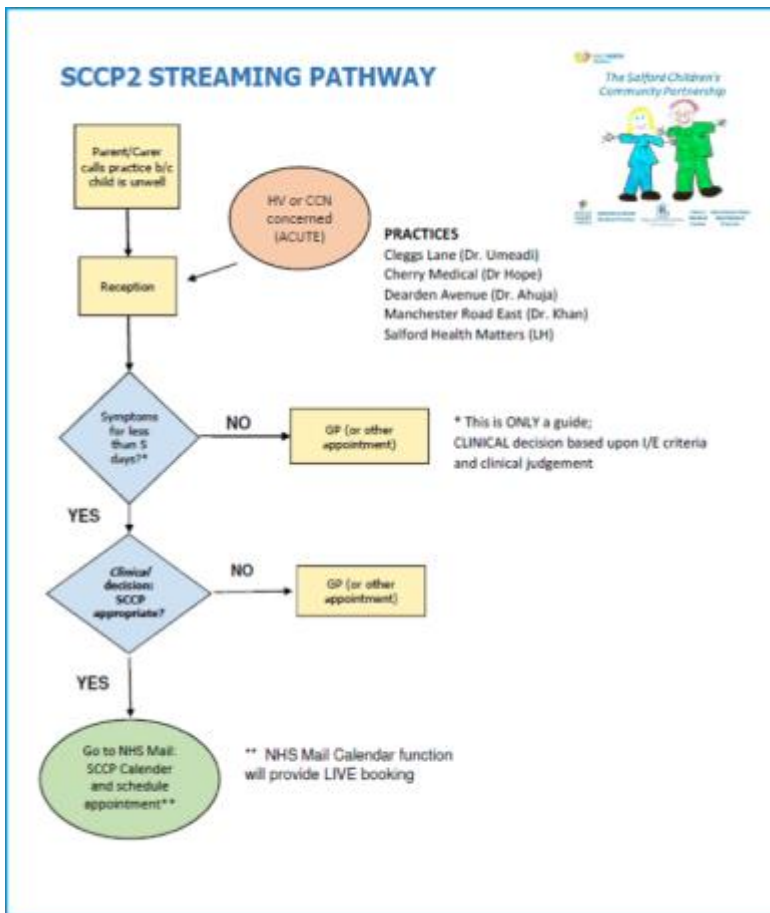 SCCP2 STREAMING PATHWAY
The Salford Children's
Community Partnership
Parent/Carer
calls practice b/c
child is unwell
HV or CCN
concerned
(ACUTE)
Reception
PRACTICES
Cleggs Lane (Dr. Umeadi)
Cherry Medical (Dr Hope)
Dearden Avenue (Dr. Ahuja)
Manchester Road East (Dr. Khan)
Salford Health Matters (LH)
Symptoms
for less
than 5
days?*
NO
GP (or other
appointment)
* This is ONLY a guide;
CLINICAL decision based upon I/E criteria
and clinical judgement
YES
Clinical
decision:
SCCP
appropriate?
NO
GP (or other
appointment)
YES
Go to NHS Mail:
SCCP Calender
and schedule
appointment**
** NHS Mail Calendar function
will provide LIVE booking